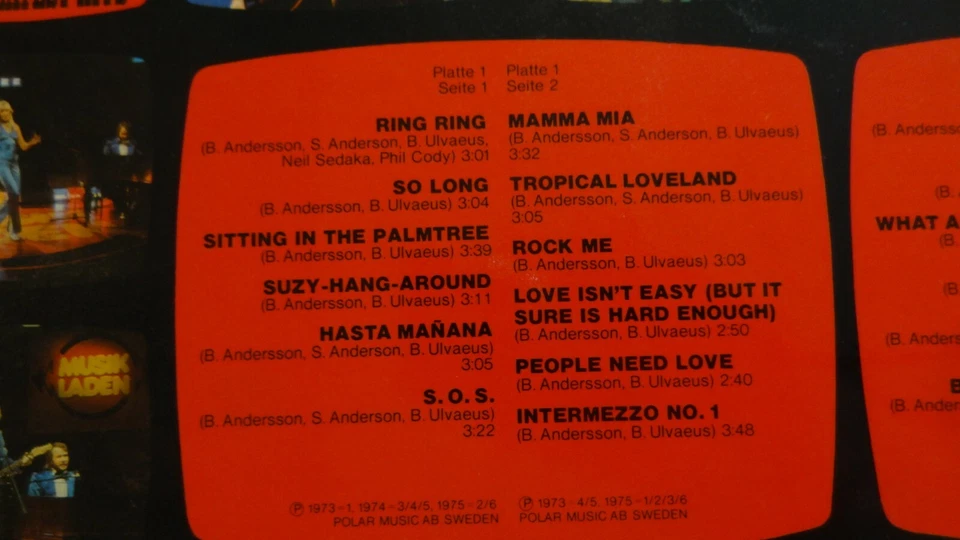 Platte 1
Seite 1
RING RING
(B. Andersson, S. Anderson, B. Ulvaeus,
Neil Sedaka. Phil Cody) 3:01
SO LONG
(B. Andersson, B. Ulvaeus) 3:04
SITTING IN THE PALMTREE
(B. Andersson, B. Ulvaeus) 3:39
SUZY-HANG-AROUND
(B. Andersson, B. Ulvaeus) 3:11
HASTA MAÑANA
(B. Andersson, S. Anderson, B. Ulvaeus)
3:05
S.O.S.
(B. Andersson, S. Anderson, B. Ulvaeus)
3:22
Ⓟ 1973=1, 1974=3/4/5, 1975=2/6
POLAR MUSIC AB SWEDEN
Platte 1
Seite 2
MAMMA MIA
(B. Andersson, S. Anderson, B. Ulvaeus)
3:32
TROPICAL LOVELAND
(B. Andersson, S. Anderson, B. Ulvaeus)
3:05
ROCK ME
(B. Andersson, B. Ulvaeus) 3:03
LOVE ISN'T EASY (BUT IT
SURE IS HARD ENOUGH)
(B. Andersson, B. Ulvaeus) 2:50
PEOPLE NEED LOVE
(B. Andersson, B. Ulvaeus) 2:40
INTERMEZZO NO. 1
(B. Andersson, B. Ulvaeus) 3:48
Ⓟ 1973=4/5, 1975=1/2/3/6
POLAR MUSIC AB SWEDEN
MUSIK
LADEN
WHAT